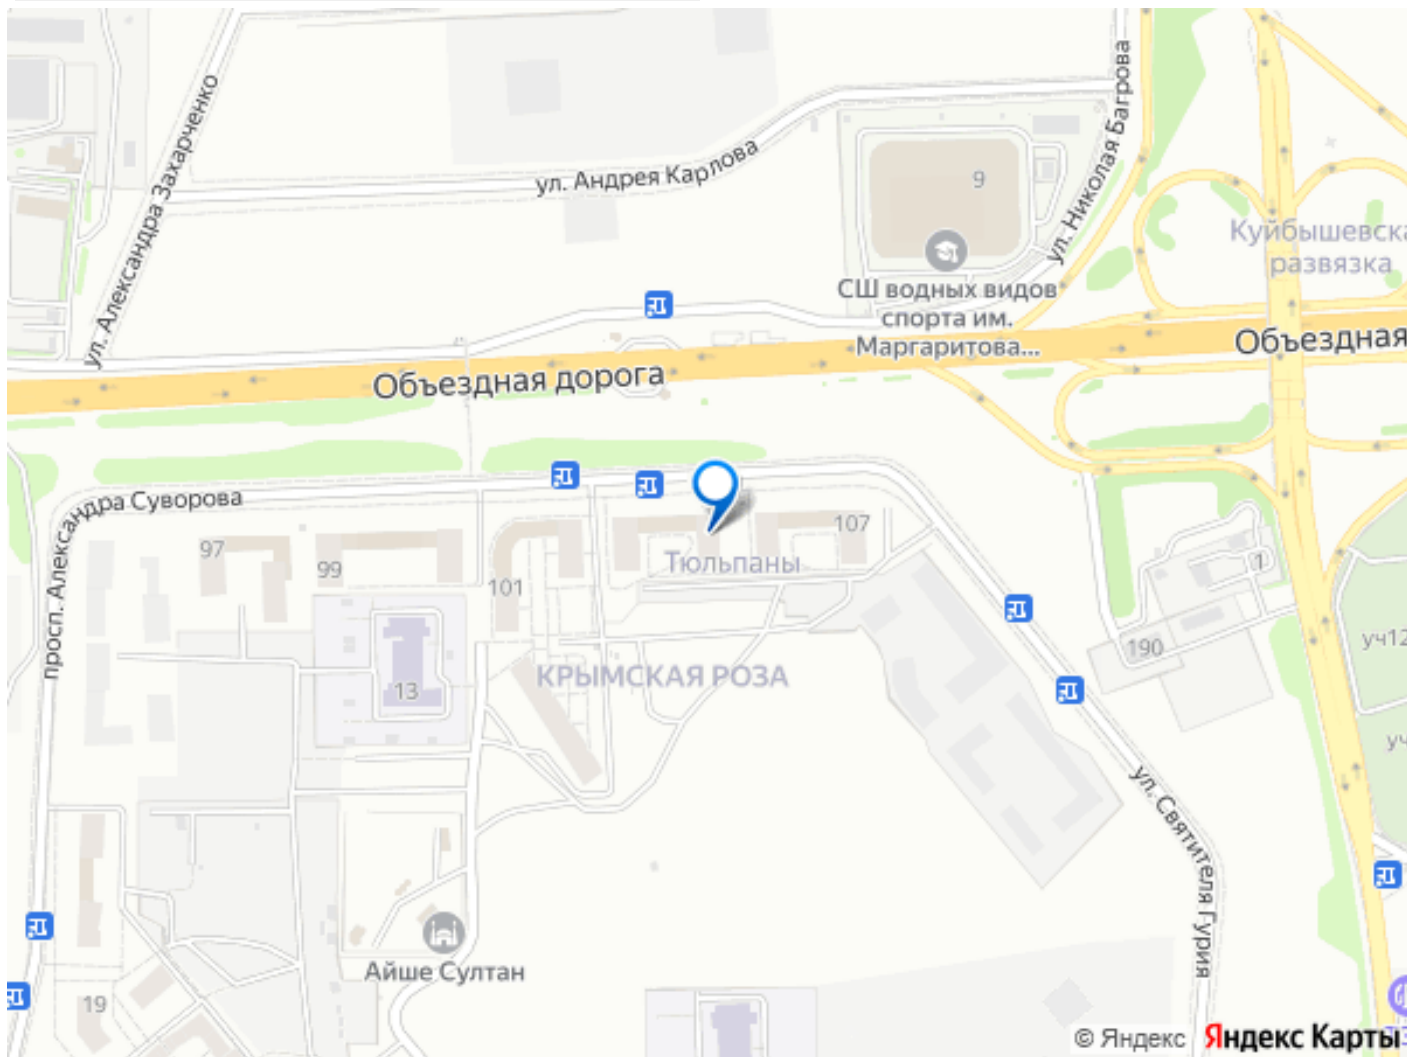 ул. Николая Багрова
ул. Александра Захарченко
ул. Андрея Карлова
9
Куйбышевска
развязка
СШ водных видов
спорта им.
Маргаритова...
Объездная
Объездная дорога
просп. Александра Суворова
97
99
101
107
Тюльпаны
1
уч12
190
КРЫМСКАЯ РОЗА
13
уч
ул. Святителя Гурия
Айше Султан
19
© Яндекс
Яндекс Карты